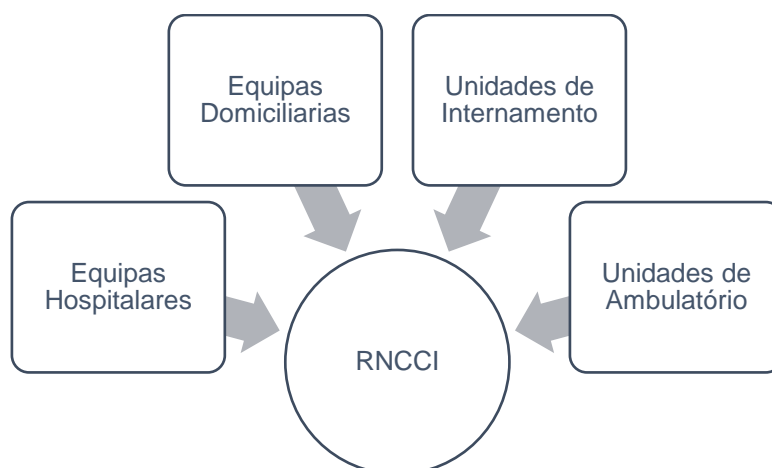 Equipas
Domiciliarias
Unidades de
Internamento
Equipas
Hospitalares
Unidades de
Ambulatório
RNCCI